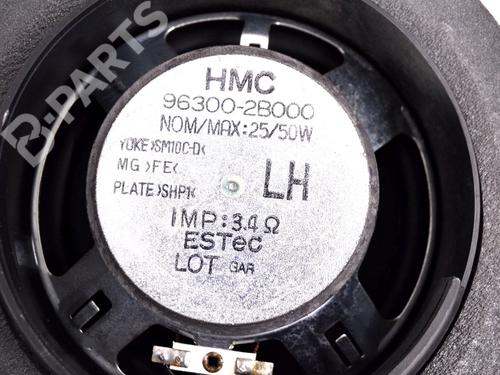 HMC
96300-2B000
NOM/MAX:25/50W
YOKE>SM10C-D<
MG>FE<
PLATE>SHP1<
LH
IMP:3.4Ω
ESTec
LOT GAR
B-PARTS